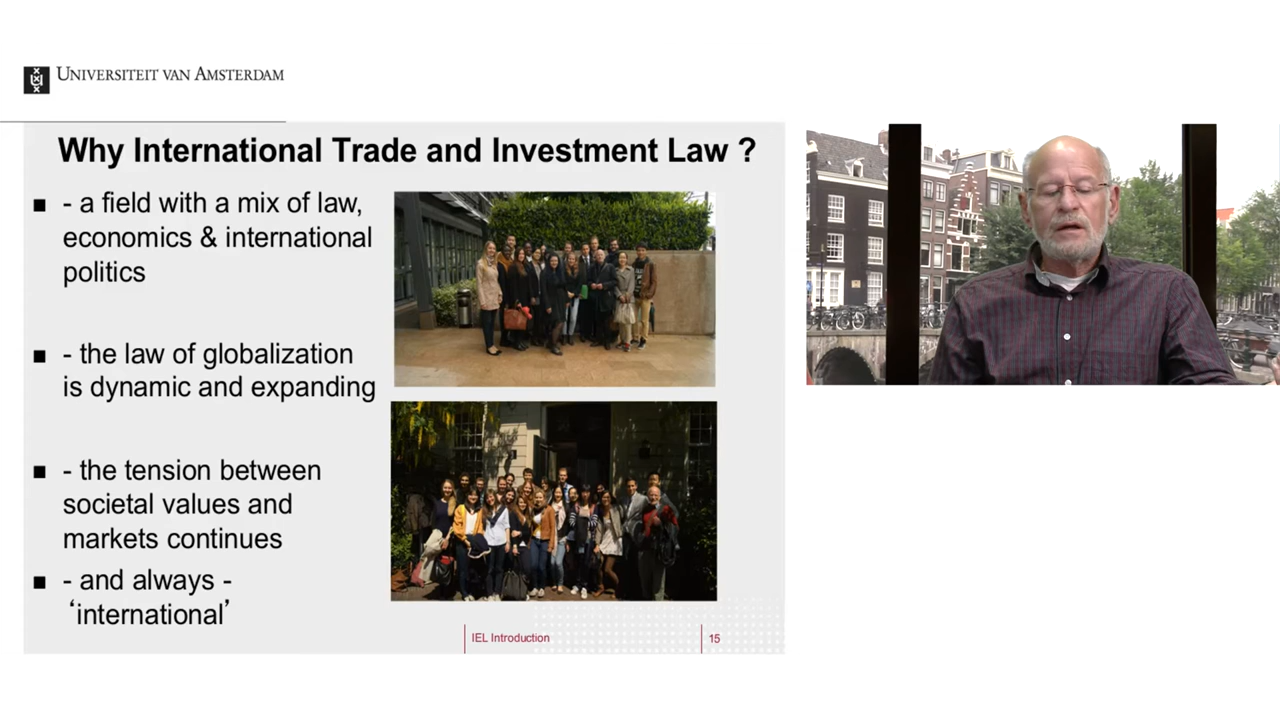 UNIVERSITEIT VAN AMSTERDAM
Why International Trade and Investment Law ?
- a field with a mix of law,
economics & international
politics
- the law of globalization
is dynamic and expanding
- the tension between
societal values and
markets continues
- and always -
‘international’
IEL Introduction
15